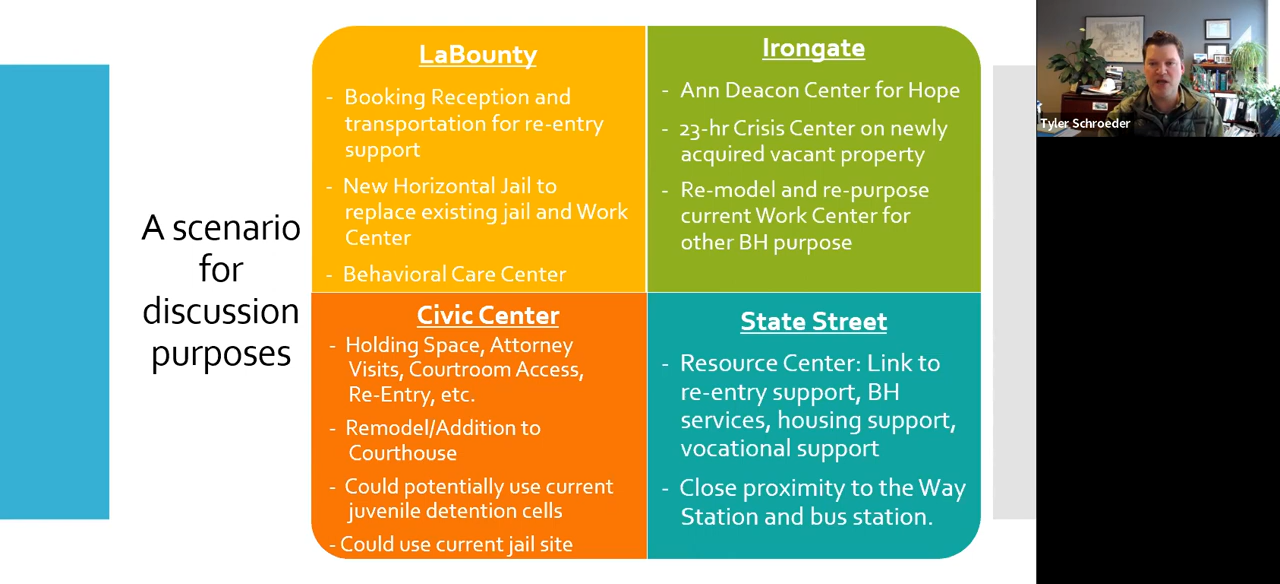 A scenario
for
discussion
purposes
LaBounty
- Booking Reception and
transportation for re-entry
support
- New Horizontal Jail to
replace existing jail and Work
Center
- Behavioral Care Center
Irongate
- Ann Deacon Center for Hope
- 23-hr Crisis Center on newly
acquired vacant property
- Re-model and re-purpose
current Work Center for
other BH purpose
Civic Center
- Holding Space, Attorney
Visits, Courtroom Access,
Re-Entry, etc.
- Remodel/Addition to
Courthouse
- Could potentially use current
juvenile detention cells
- Could use current jail site
State Street
- Resource Center: Link to
re-entry support, BH
services, housing support,
vocational support
- Close proximity to the Way
Station and bus station.
Tyler Schroeder